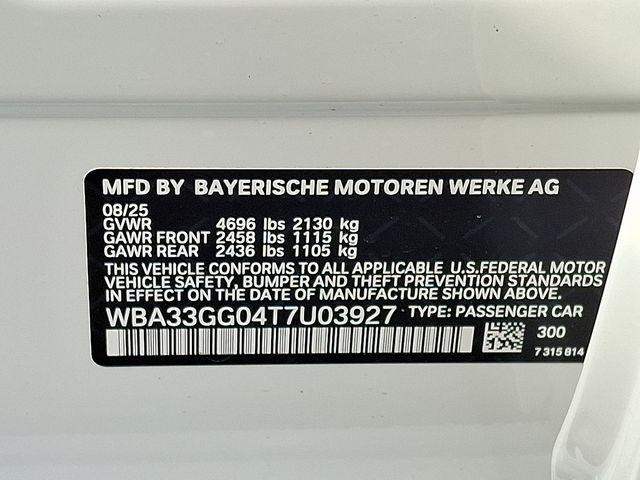 MFD BY BAYERISCHE MOTOREN WERKE AG
08/25
GVWR 4696 lbs 2130 kg
GAWR FRONT 2458 lbs 1115 kg
GAWR REAR 2436 lbs 1105 kg
THIS VEHICLE CONFORMS TO ALL APPLICABLE U.S.FEDERAL MOTOR
VEHICLE SAFETY, BUMPER AND THEFT PREVENTION STANDARDS
IN EFFECT ON THE DATE OF MANUFACTURE SHOWN ABOVE.
WBA33GG04T7U03927 TYPE: PASSENGER CAR
300
7 315 814